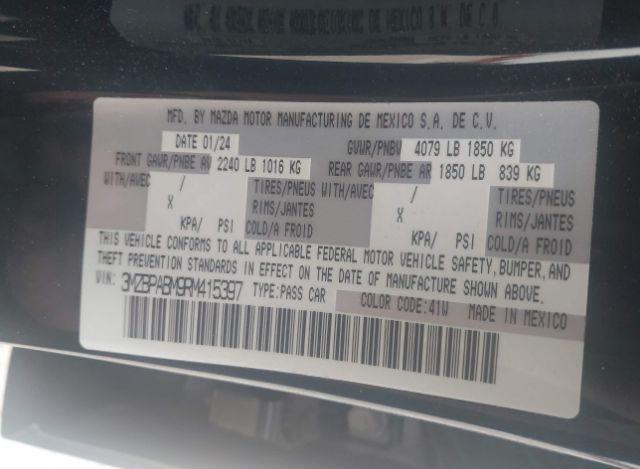 MFD. BY MAZDA MOTOR MANUFACTURING DE MEXICO S.A. DE C.V.
DATE 01/24 GVWR/PNBV 4079 LB 1850 KG
FRONT GAWR/PNBE AV 2240 LB 1016 KG REAR GAWR/PNBE AR 1850 LB 839 KG
WITH/AVEC / TIRES/PNEUS WITH/AVEC / TIRES/PNEUS
X RIMS/JANTES X RIMS/JANTES
KPA/ PSI COLD/A FROID KPA/ PSI COLD/A FROID
THIS VEHICLE CONFORMS TO ALL APPLICABLE FEDERAL MOTOR VEHICLE SAFETY, BUMPER, AND
THEFT PREVENTION STANDARDS IN EFFECT ON THE DATE OF MANUFACTURE SHOWN ABOVE.
VIN: 3MZBPABM9RM415397 TYPE:PASS CAR COLOR CODE:41W MADE IN MEXICO